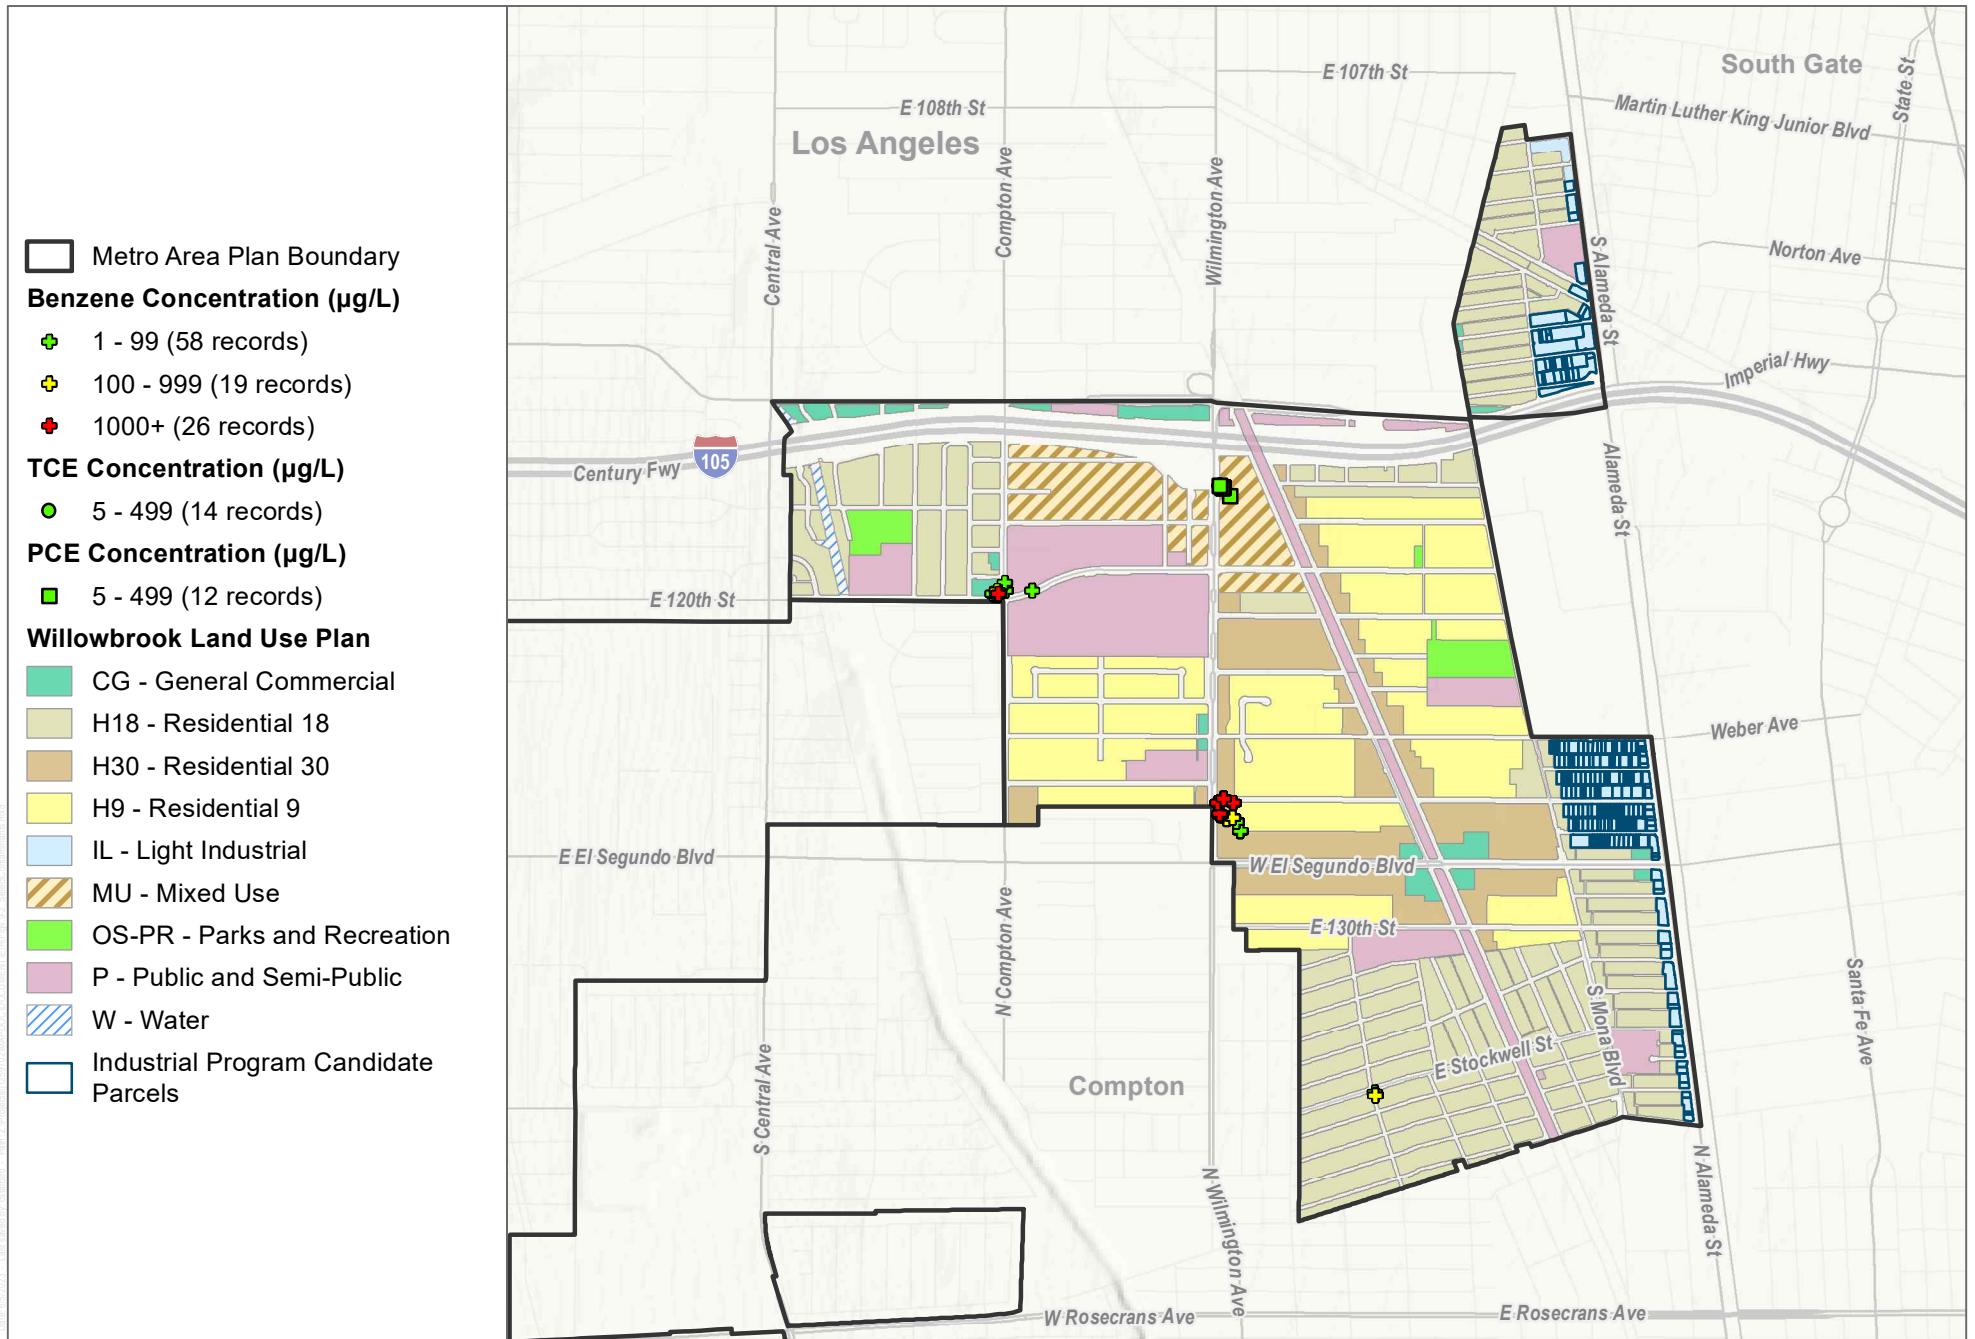 Metro Area Plan Boundary
Benzene Concentration (µg/L)
1 - 99 (58 records)
100 - 999 (19 records)
1000+ (26 records)
TCE Concentration (µg/L)
5 - 499 (14 records)
PCE Concentration (µg/L)
5 - 499 (12 records)
Willowbrook Land Use Plan
CG - General Commercial
H18 - Residential 18
H30 - Residential 30
H9 - Residential 9
IL - Light Industrial
MU - Mixed Use
OS-PR - Parks and Recreation
P - Public and Semi-Public
W - Water
Industrial Program Candidate
Parcels
South Gate
E 107th St
State St
E 108th St
Martin Luther King Junior Blvd
Los Angeles
Compton Ave
Wilmington Ave
Central Ave
S Alameda St
Norton Ave
Imperial Hwy
Century Fwy
105
Alameda St
E 120th St
Weber Ave
E El Segundo Blvd
W El Segundo Blvd
E 130th St
N Compton Ave
S Mona Blvd
Santa Fe Ave
E Stockwell St
S Central Ave
Compton
N Alameda St
N Wilmington Ave
W Rosecrans Ave
E Rosecrans Ave